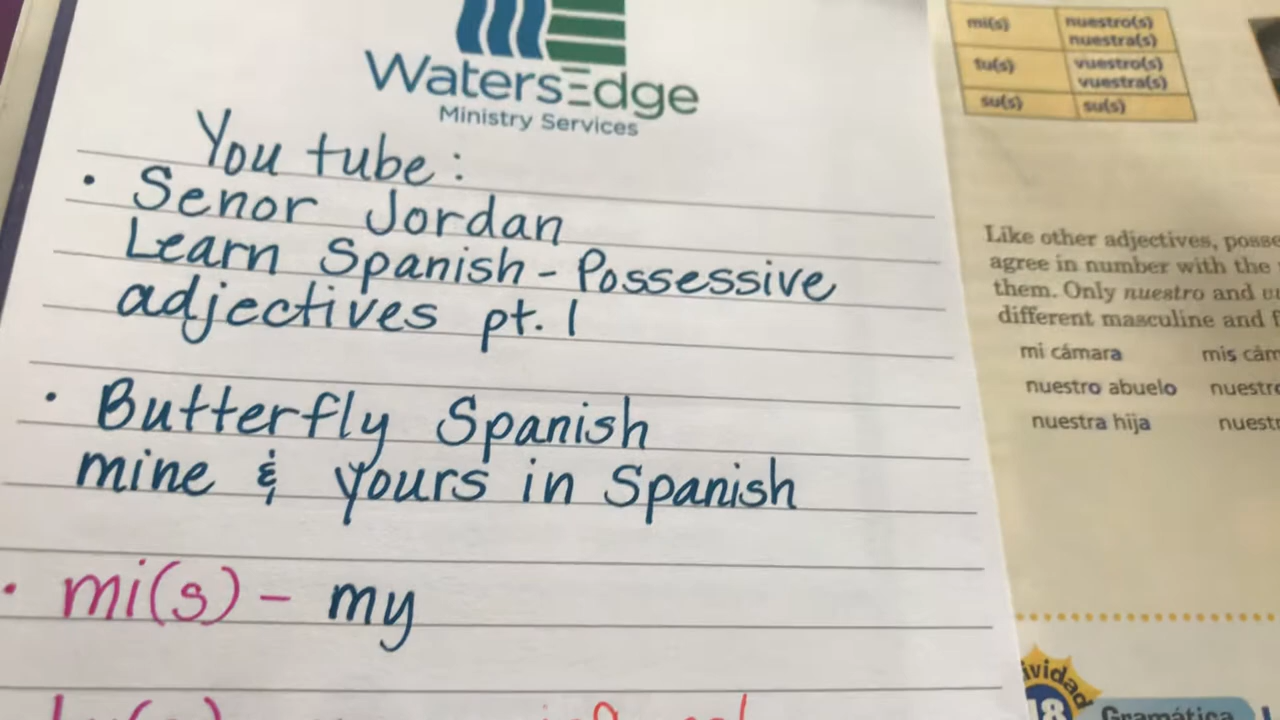 WatersEdge
Ministry Services
You tube:
• Senor Jordan
Learn Spanish - Possessive
adjectives pt. 1
• Butterfly Spanish
mine & yours in Spanish
• mi(s) - my
mi(s) nuestro(s)
nuestra(s)
tu(s) vuestro(s)
vuestra(s)
su(s) su(s)
Like other adjectives,
agree in number with the
them. Only nuestro and
different masculine and
mi cámara mis
nuestro abuelo
nuestra hija
18
Gramática